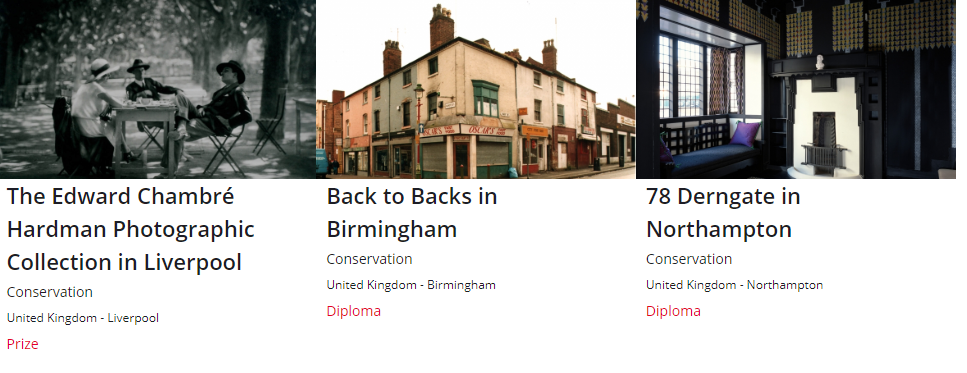 OSCAR'S
The Edward Chambré
Hardman Photographic
Collection in Liverpool
Conservation
United Kingdom - Liverpool
Prize
Back to Backs in
Birmingham
Conservation
United Kingdom - Birmingham
Diploma
78 Derngate in
Northampton
Conservation
United Kingdom - Northampton
Diploma